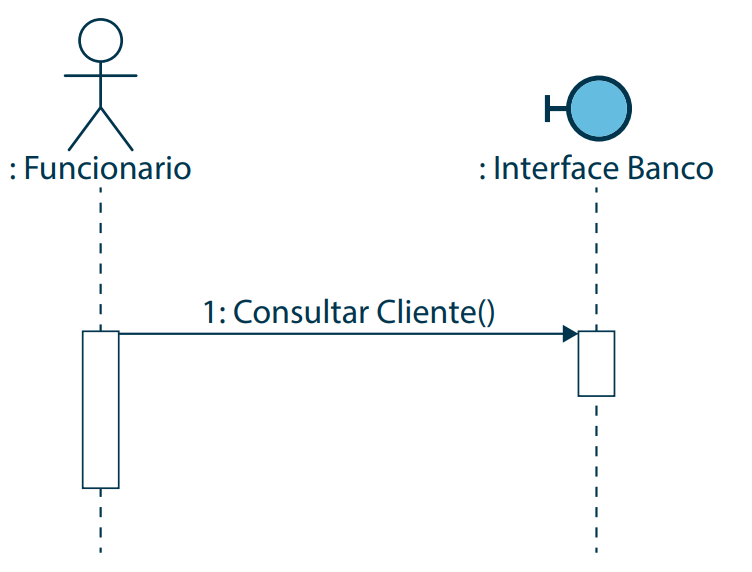 : Funcionario
: Interface Banco
1: Consultar Cliente()